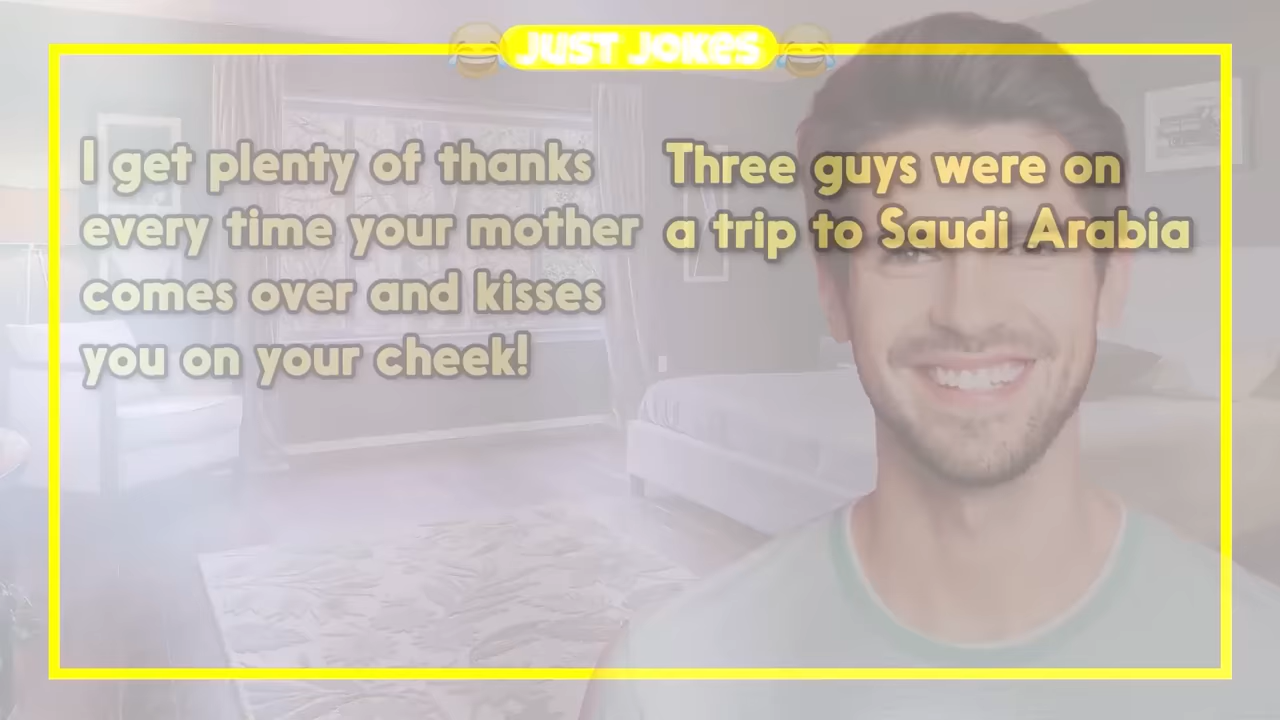 JUST JOKES
I get plenty of thanks
every time your mother
comes over and kisses
you on your cheek!
Three guys were on
a trip to Saudi Arabia